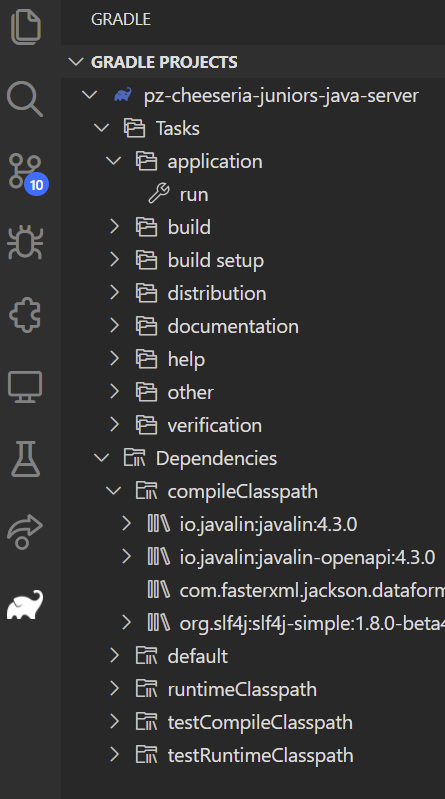 GRADLE
GRADLE PROJECTS
pz-cheeseria-juniors-java-server
Tasks
application
run
10
build
build setup
distribution
documentation
help
other
verification
Dependencies
compileClasspath
io.javalin:javalin:4.3.0
io.javalin:javalin-openapi:4.3.0
com.fasterxml.jackson.dataform
org.slf4j:slf4j-simple:1.8.0-beta4
default
runtimeClasspath
testCompileClasspath
testRuntimeClasspath